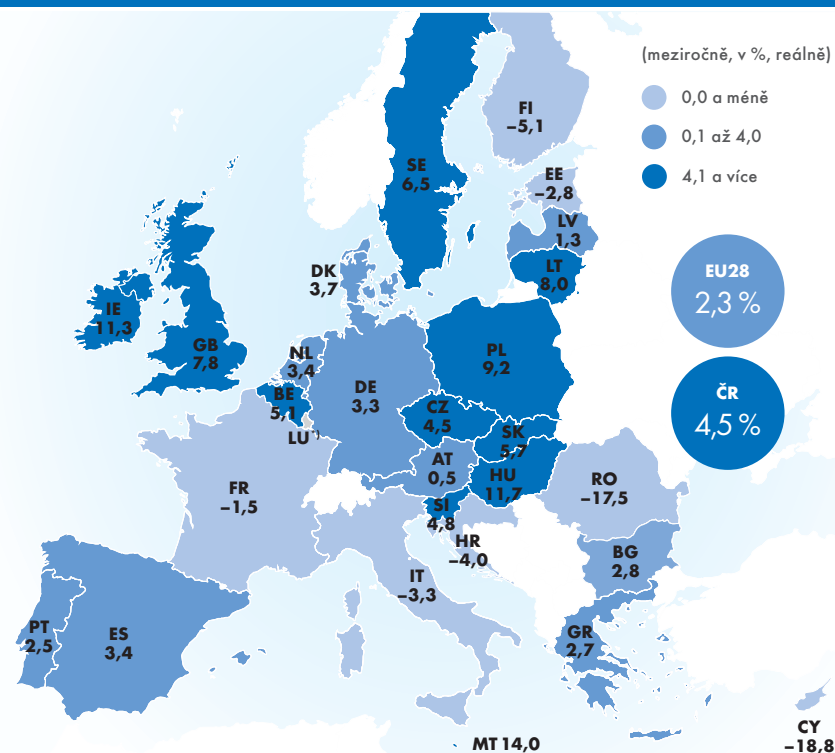 (meziročně, v %, reálně)
0,0 a méně
0,1 až 4,0
4,1 a více
FI
–5,1
SE
6,5
EE
–2,8
LV
1,3
LT
8,0
DK
3,7
EU28
2,3 %
IE
11,3
GB
7,8
NL
3,4
PL
9,2
DE
3,3
BE
5,1
CZ
4,5
ČR
4,5 %
LU*)
SK
5,7
AT
0,5
HU
11,7
FR
–1,5
RO
–17,5
SI
4,8
HR
–4,0
BG
2,8
IT
–3,3
PT
2,5
ES
3,4
GR
2,7
MT 14,0
CY
–18,8